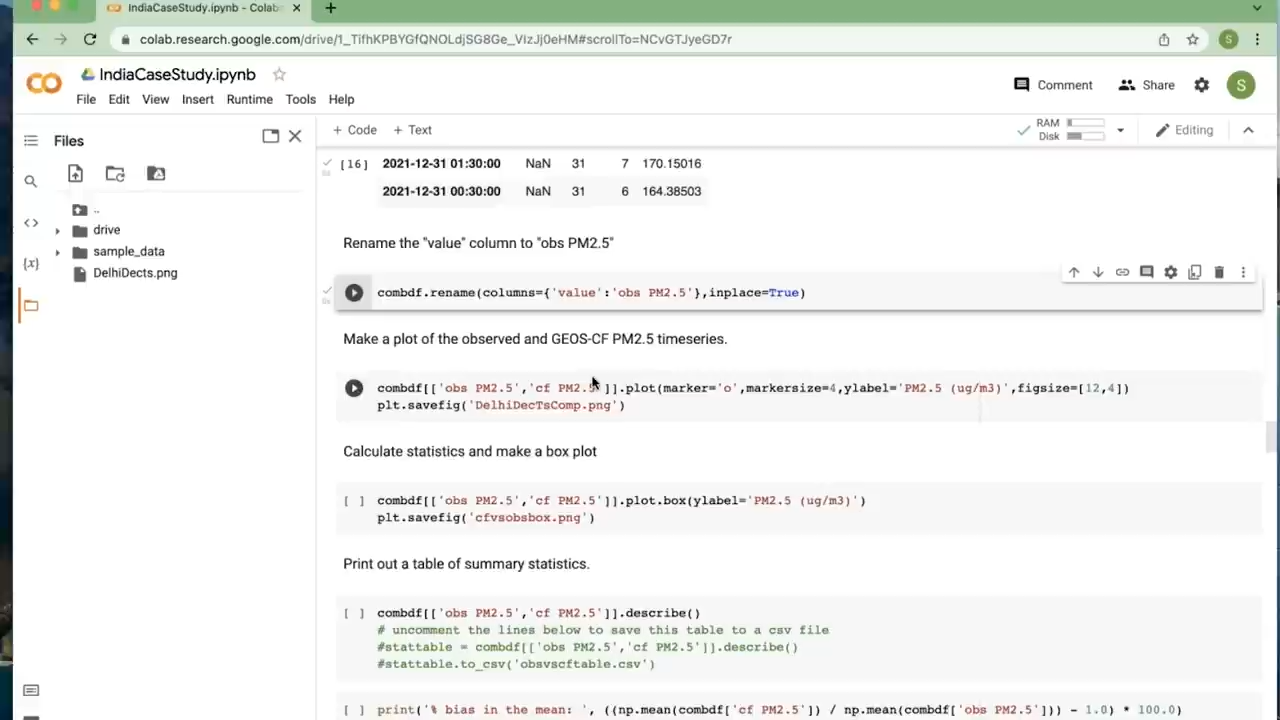 IndiaCaseStudy.ipynb - Colab
colab.research.google.com/drive/1_TifhKPBYGfQNOLdjSG8Ge_VizJj0eHM#scrollTo=NCvGTJyeGD7r
S
IndiaCaseStudy.ipynb
Comment
Share
S
File Edit View Insert Runtime Tools Help
Files
+ Code + Text
RAM
Disk
Editing
..
drive
sample_data
DelhiDects.png
[16] 2021-12-31 01:30:00 NaN 31 7 170.15016
2021-12-31 00:30:00 NaN 31 6 164.38503
Rename the "value" column to "obs PM2.5"
combdf.rename(columns={'value':'obs PM2.5'},inplace=True)
Make a plot of the observed and GEOS-CF PM2.5 timeseries.
combdf[['obs PM2.5','cf PM2.5']].plot(marker='o',markersize=4,ylabel='PM2.5 (ug/m3)',figsize=[12,4])
plt.savefig('DelhiDecTsComp.png')
Calculate statistics and make a box plot
[ ] combdf[['obs PM2.5','cf PM2.5']].plot.box(ylabel='PM2.5 (ug/m3)')
plt.savefig('cfvsobsbox.png')
Print out a table of summary statistics.
[ ] combdf[['obs PM2.5','cf PM2.5']].describe()
# uncomment the lines below to save this table to a csv file
#stattable = combdf[['obs PM2.5','cf PM2.5']].describe()
#stattable.to_csv('obsvscftable.csv')
[ ] print('% bias in the mean: ', ((np.mean(combdf['cf PM2.5']) / np.mean(combdf['obs PM2.5'])) - 1.0) * 100.0)